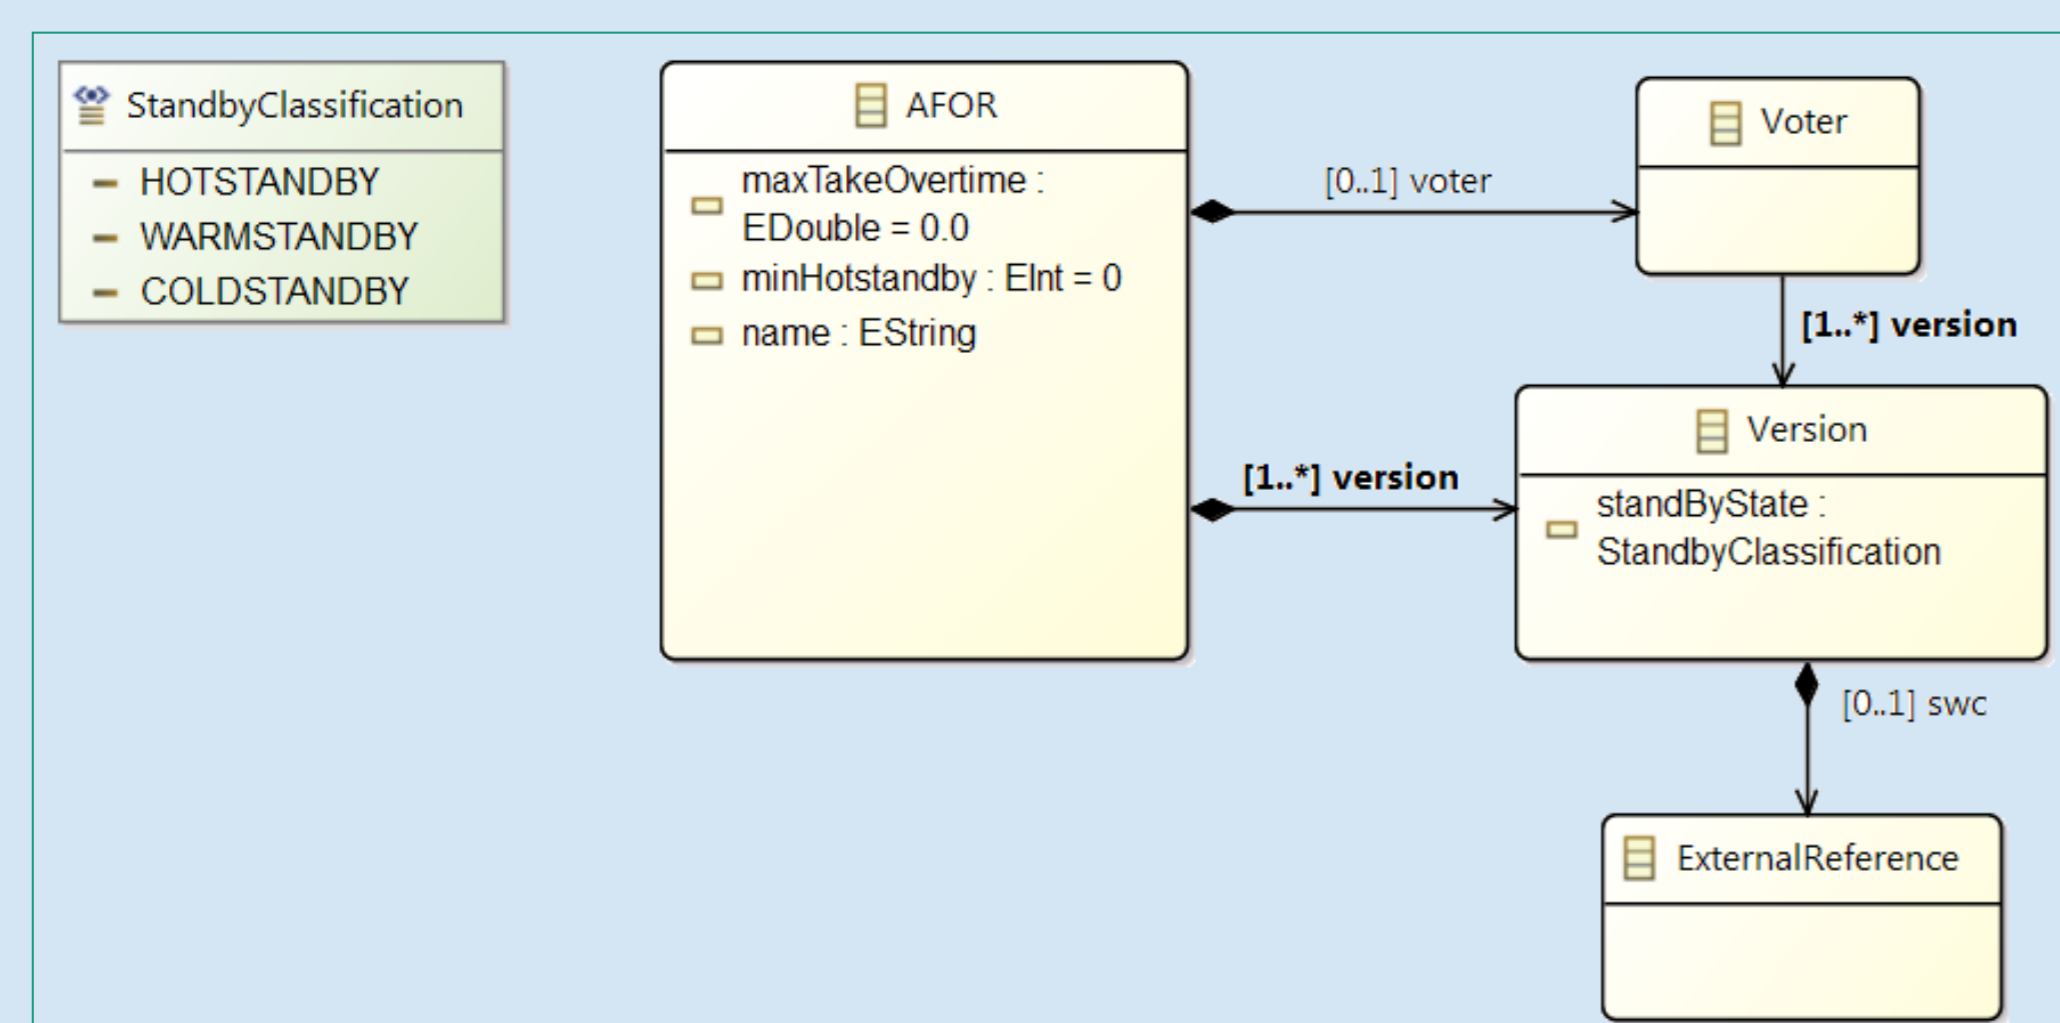 StandbyClassification
HOTSTANDBY
WARMSTANDBY
COLDSTANDBY
AFOR
maxTakeOvertime :
EDouble = 0.0
minHotstandby : EInt = 0
name : EString
[0..1] voter
Voter
[1..*] version
[1..*] version
Version
standByState :
StandbyClassification
[0..1] swc
ExternalReference